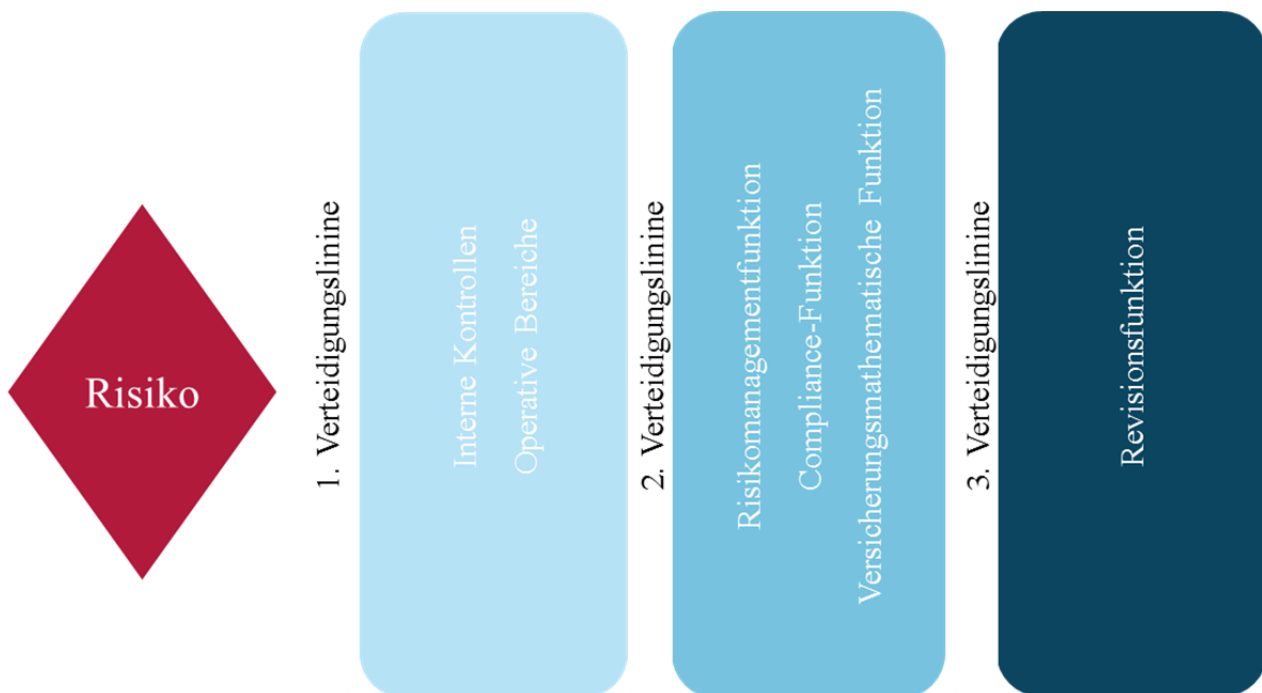 Risiko
1. Verteidigungslinine
Interne Kontrollen
Operative Bereiche
2. Verteidigungslinine
Risikomanagementfunktion
Compliance-Funktion
Versicherungsmathematische Funktion
3. Verteidigungslinine
Revisionsfunktion